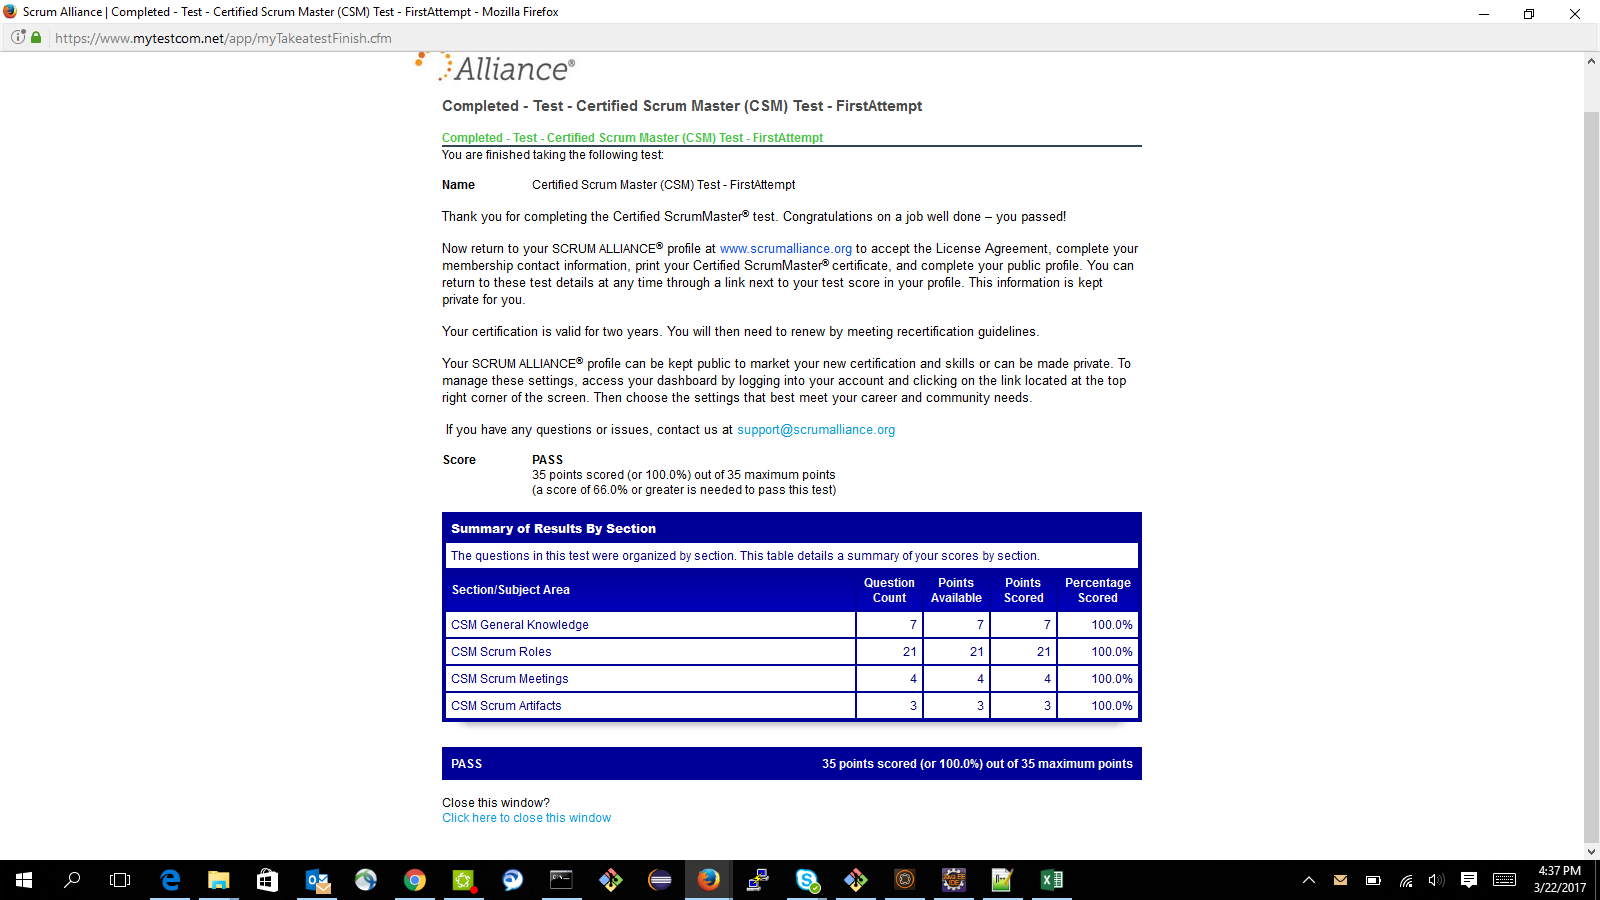 Scrum Alliance | Completed - Test - Certified Scrum Master (CSM) Test - FirstAttempt - Mozilla Firefox
https://www.mytestcom.net/app/myTakeatestFinish.cfm
Alliance®
Completed - Test - Certified Scrum Master (CSM) Test - FirstAttempt
Completed - Test - Certified Scrum Master (CSM) Test - FirstAttempt
You are finished taking the following test:
Name Certified Scrum Master (CSM) Test - FirstAttempt
Thank you for completing the Certified ScrumMaster® test. Congratulations on a job well done – you passed!
Now return to your SCRUM ALLIANCE® profile at www.scrumalliance.org to accept the License Agreement, complete your
membership contact information, print your Certified ScrumMaster® certificate, and complete your public profile. You can
return to these test details at any time through a link next to your test score in your profile. This information is kept
private for you.
Your certification is valid for two years. You will then need to renew by meeting recertification guidelines.
Your SCRUM ALLIANCE® profile can be kept public to market your new certification and skills or can be made private. To
manage these settings, access your dashboard by logging into your account and clicking on the link located at the top
right corner of the screen. Then choose the settings that best meet your career and community needs.
If you have any questions or issues, contact us at support@scrumalliance.org
Score PASS
35 points scored (or 100.0%) out of 35 maximum points
(a score of 66.0% or greater is needed to pass this test)
Summary of Results By Section
The questions in this test were organized by section. This table details a summary of your scores by section.
Section/Subject Area Question Count Points Available Points Scored Percentage Scored
CSM General Knowledge 7 7 7 100.0%
CSM Scrum Roles 21 21 21 100.0%
CSM Scrum Meetings 4 4 4 100.0%
CSM Scrum Artifacts 3 3 3 100.0%
PASS 35 points scored (or 100.0%) out of 35 maximum points
Close this window?
Click here to close this window
4:37 PM
3/22/2017